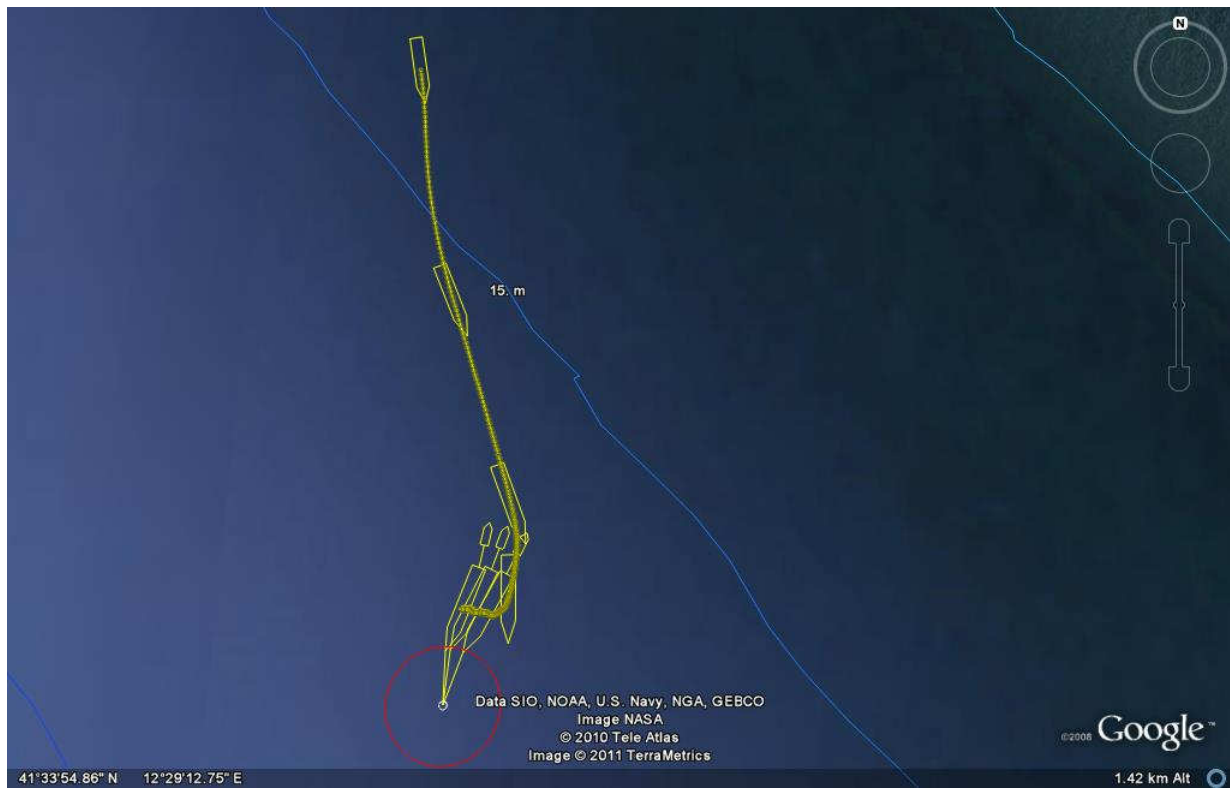 N
15. m
Data SIO, NOAA, U.S. Navy, NGA, GEBCO
Image NASA
© 2010 Tele Atlas
Image © 2011 TerraMetrics
©2008 Google™
41°33'54.86" N 12°29'12.75" E
1.42 km Alt